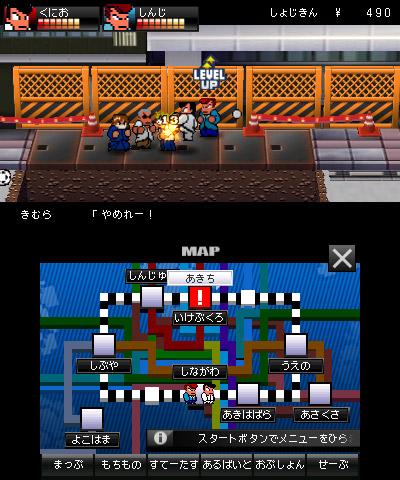 くにお
しんじ
しょじきん ¥ 490
LEVEL UP
13
きむら 「やめれー!
MAP
しんじゅ
あきち
いけぶくろ
しぶや
しながわ
うえの
あきはばら
あさくさ
よこはま
スタートボタンでメニューをひら
まっぷ
もちもの
すてーたす
あるばいと
おぷしょん
せーぶ